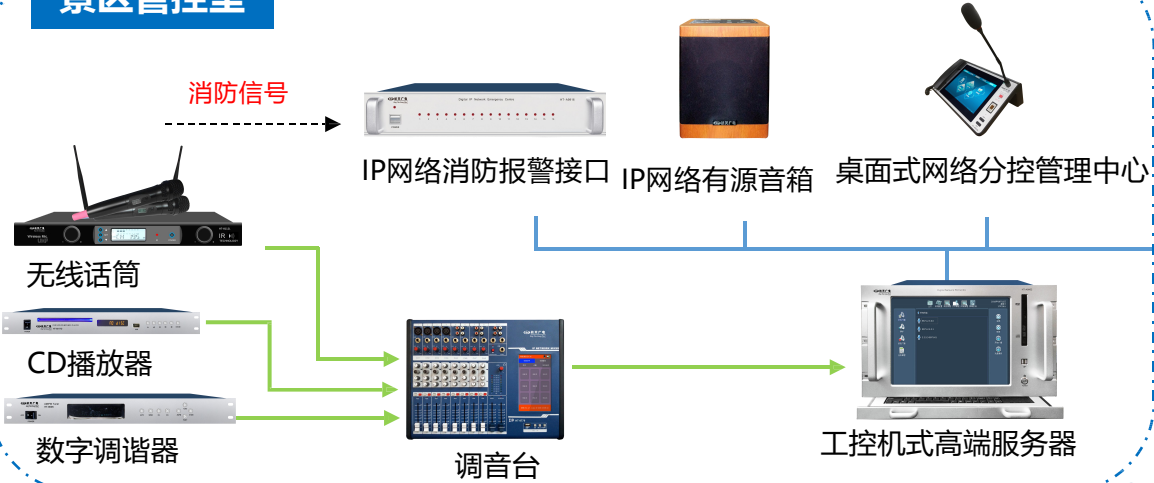 景区管控室
消防信号
IP网络消防报警接口
IP网络有源音箱
桌面式网络分控管理中心
无线话筒
CD播放器
数字调谐器
调音台
工控机式高端服务器